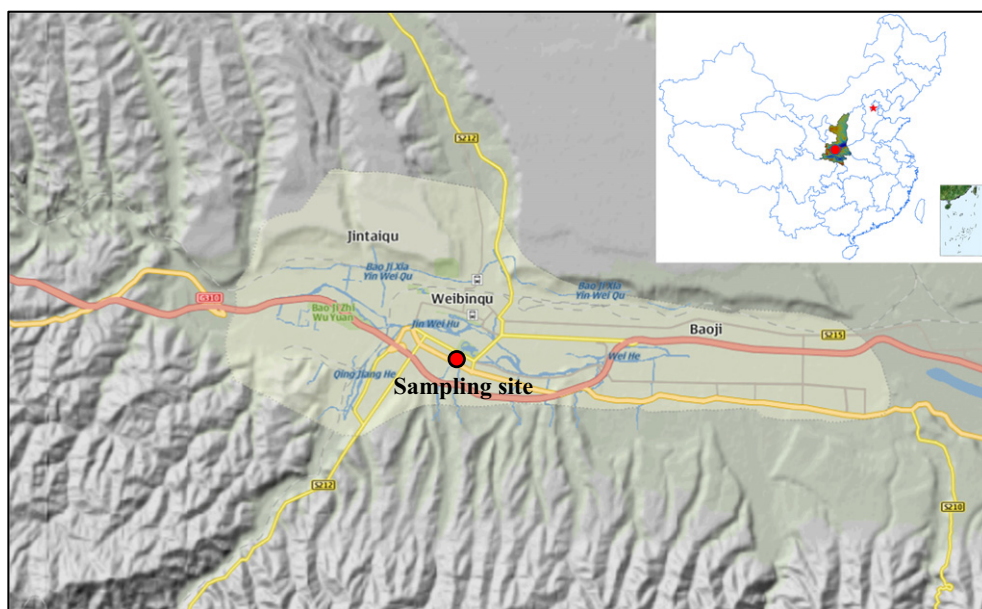 S212
Jintaiqu
Bao Ji Xia
Yin Wei Qu
Bao Ji Xia
Yin Wei Qu
G310
Weibinqu
Bao Ji Zhi
Wu Yuan
Jin Wei Hu
Baoji
S215
Wei He
Qing Jiang He
Sampling site
S212
S210